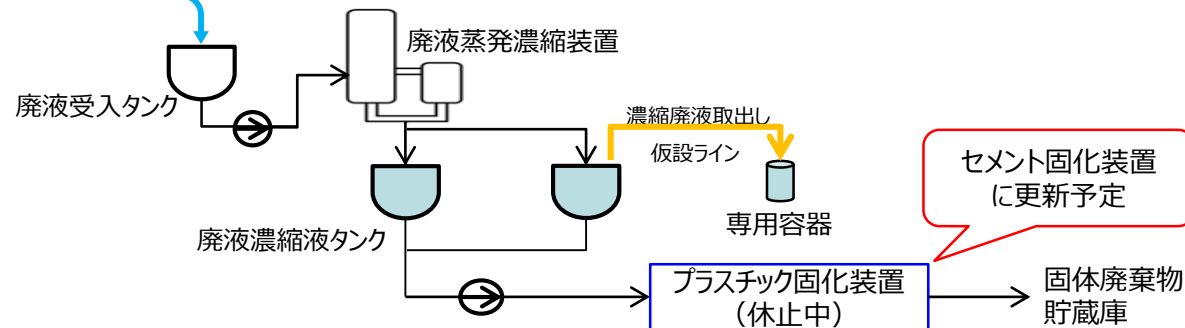 廃液蒸発濃縮装置
廃液受入タンク
濃縮廃液取出し
仮設ライン
専用容器
セメント固化装置
に更新予定
廃液濃縮液タンク
プラスチック固化装置
（休止中）
固体廃棄物
貯蔵庫